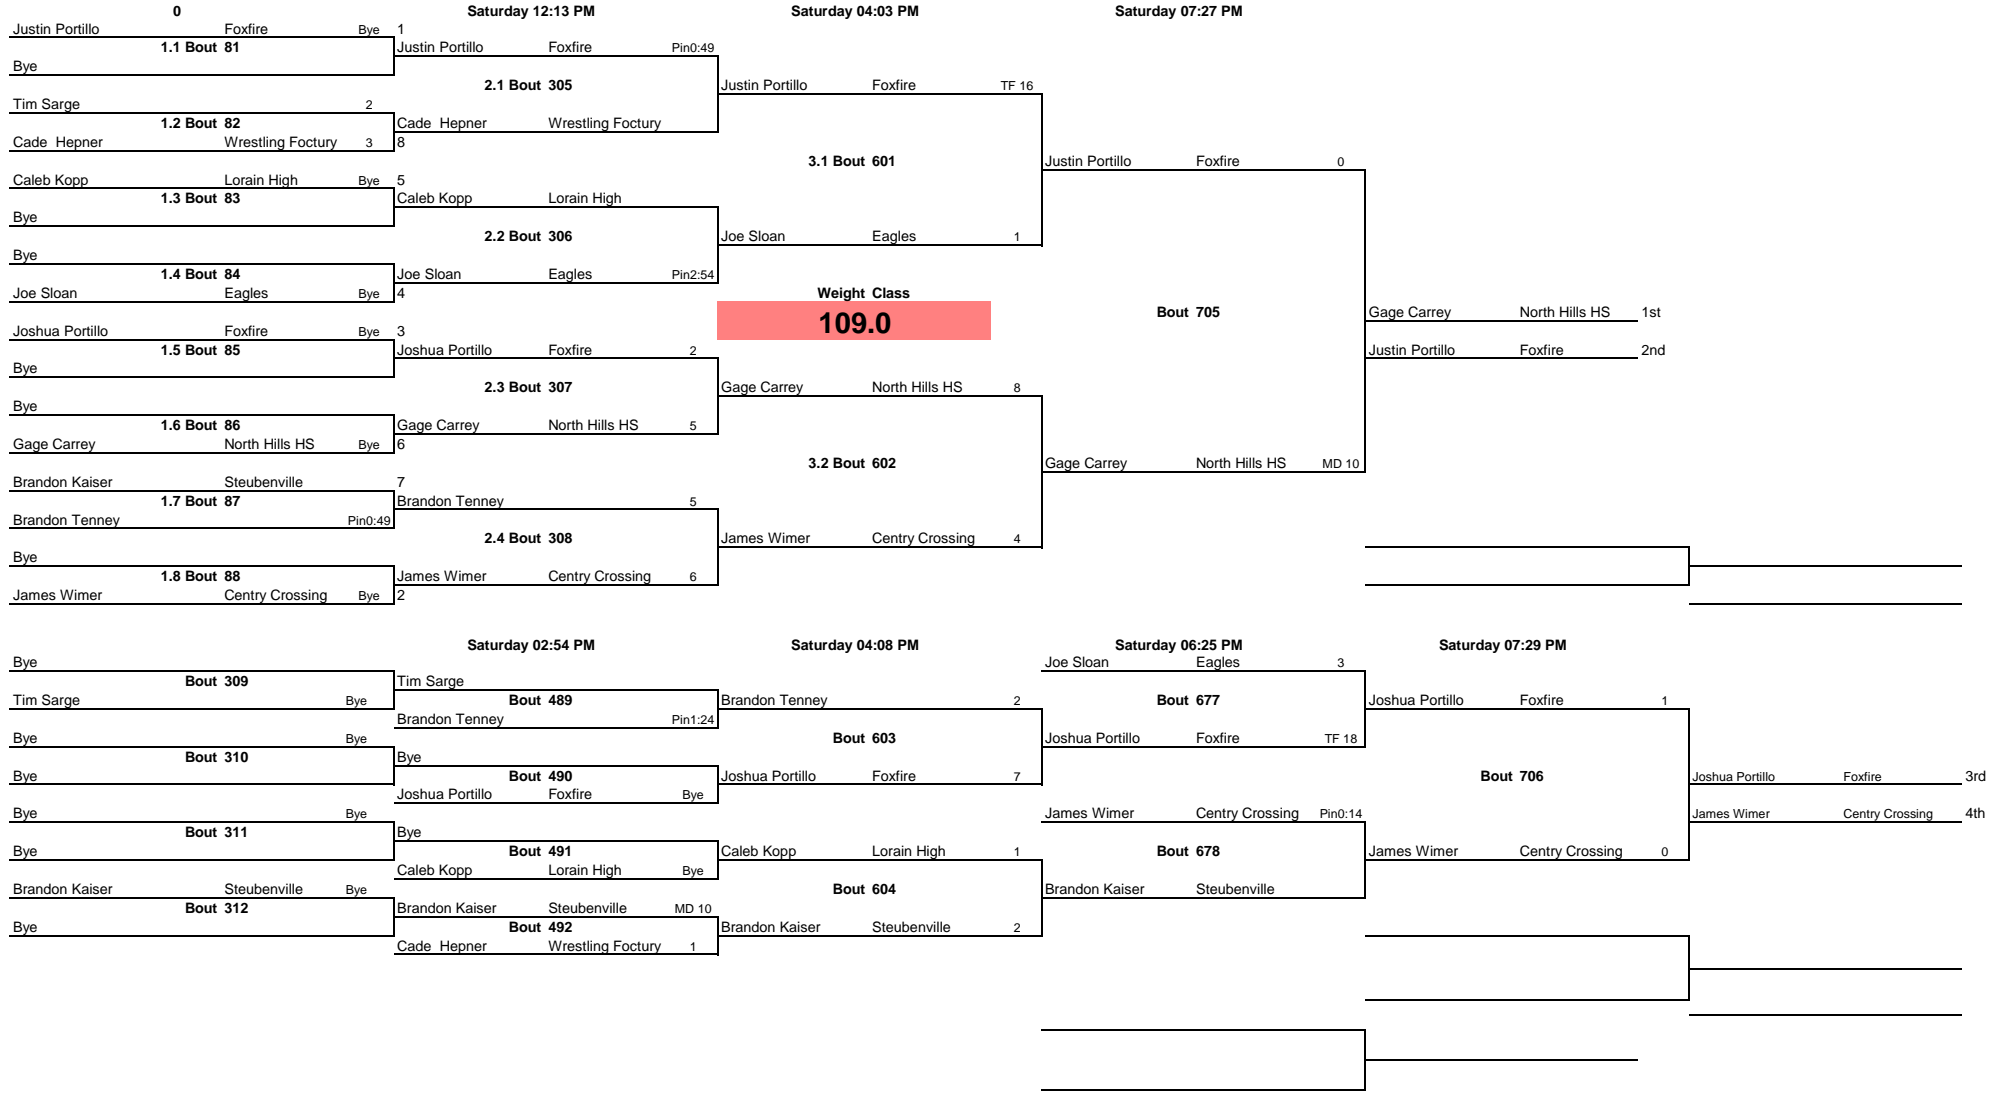 0 Saturday 12:13 PM Saturday 04:03 PM Saturday 07:27 PM
Justin Portillo Foxfire Bye 1
1.1 Bout 81 Justin Portillo Foxfire Pin0:49
Bye
2.1 Bout 305 Justin Portillo Foxfire TF 16
Tim Sarge 2
1.2 Bout 82 Cade Hepner Wrestling Foctury
Cade Hepner Wrestling Foctury 3 8
3.1 Bout 601 Justin Portillo Foxfire 0
Caleb Kopp Lorain High Bye 5
1.3 Bout 83 Caleb Kopp Lorain High
Bye
2.2 Bout 306 Joe Sloan Eagles 1
Bye
1.4 Bout 84 Joe Sloan Eagles Pin2:54
Joe Sloan Eagles Bye 4 Weight Class
Bout 705 Gage Carrey North Hills HS 1st
109.0
Joshua Portillo Foxfire Bye 3
1.5 Bout 85 Joshua Portillo Foxfire 2 Justin Portillo Foxfire 2nd
Bye
2.3 Bout 307 Gage Carrey North Hills HS 8
Bye
1.6 Bout 86 Gage Carrey North Hills HS 5
Gage Carrey North Hills HS Bye 6
3.2 Bout 602 Gage Carrey North Hills HS MD 10
Brandon Kaiser Steubenville 7
1.7 Bout 87 Brandon Tenney 5
Brandon Tenney Pin0:49
2.4 Bout 308 James Wimer Centry Crossing 4
Bye
1.8 Bout 88 James Wimer Centry Crossing 6
James Wimer Centry Crossing Bye 2
Saturday 02:54 PM Saturday 04:08 PM Saturday 06:25 PM Saturday 07:29 PM
Bye Joe Sloan Eagles 3
Bout 309 Tim Sarge
Tim Sarge Bye Bout 489 Brandon Tenney 2 Bout 677 Joshua Portillo Foxfire 1
Brandon Tenney Pin1:24
Bye Bye Bout 603 Joshua Portillo Foxfire TF 18
Bout 310 Bye
Bye Bout 490 Joshua Portillo Foxfire 7 Bout 706 Joshua Portillo Foxfire 3rd
Joshua Portillo Foxfire Bye
Bye Bye James Wimer Centry Crossing Pin0:14 James Wimer Centry Crossing 4th
Bout 311 Bye
Bye Bout 491 Caleb Kopp Lorain High 1 Bout 678 James Wimer Centry Crossing 0
Caleb Kopp Lorain High Bye
Brandon Kaiser Steubenville Bye Bout 604 Brandon Kaiser Steubenville
Bout 312 Brandon Kaiser Steubenville MD 10
Bye Bout 492 Brandon Kaiser Steubenville 2
Cade Hepner Wrestling Foctury 1